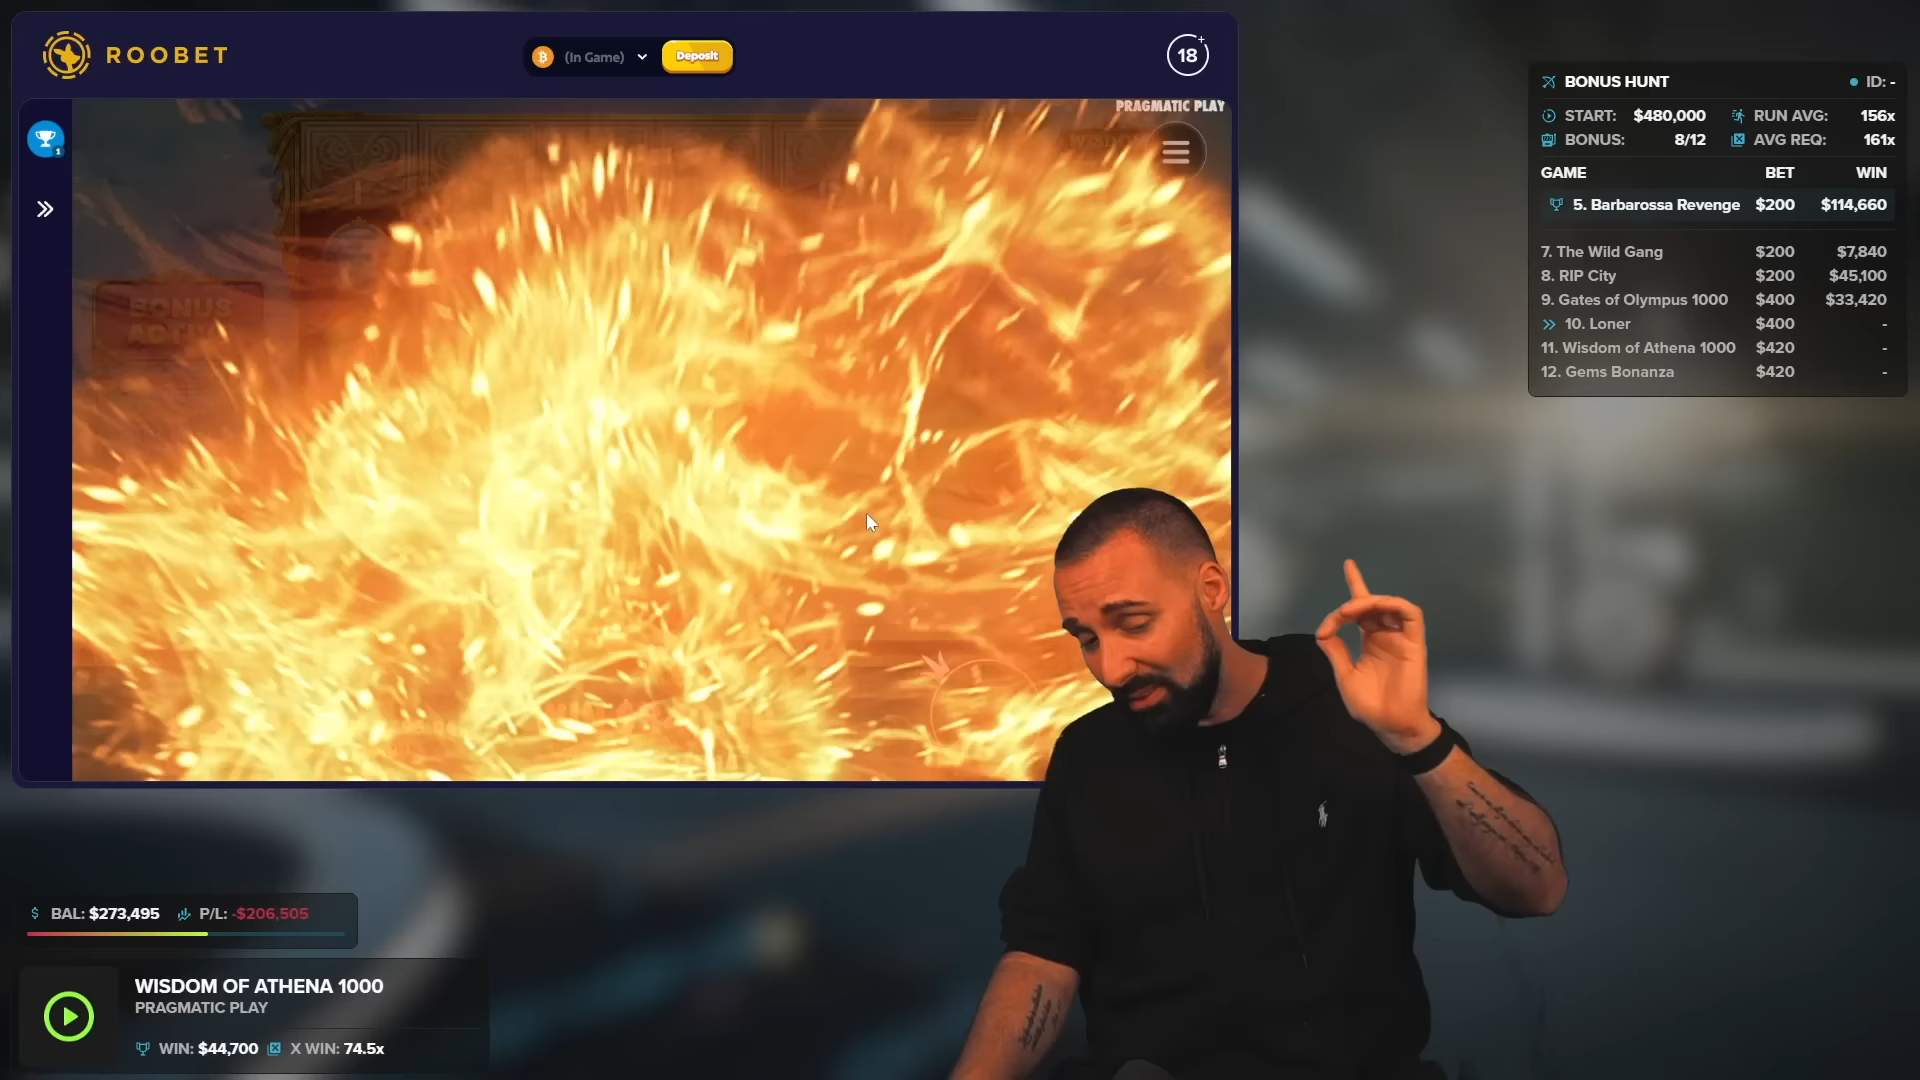 ROOBET
(In Game)
Deposit
18+
PRAGMATIC PLAY
1
BONUS
BONUS HUNT
ID: -
START: $480,000
RUN AVG: 156x
BONUS: 8/12
AVG REQ: 161x
GAME BET WIN
5. Barbarossa Revenge $200 $114,660
7. The Wild Gang $200 $7,840
8. RIP City $200 $45,100
9. Gates of Olympus 1000 $400 $33,420
10. Loner $400 -
11. Wisdom of Athena 1000 $420 -
12. Gems Bonanza $420 -
BAL: $273,495 P/L: -$206,505
WISDOM OF ATHENA 1000
PRAGMATIC PLAY
WIN: $44,700 X WIN: 74.5x